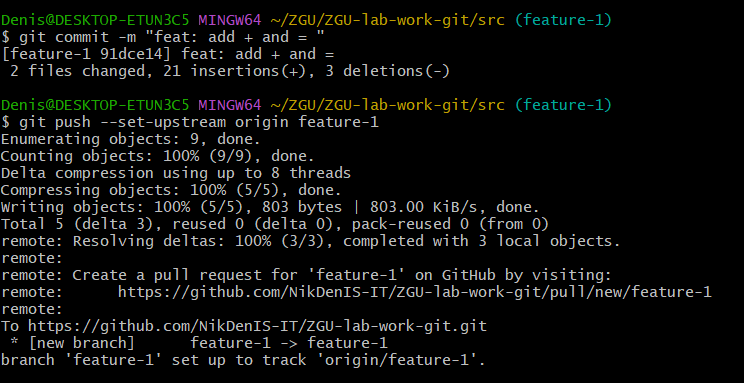 Denis@DESKTOP-ETUN3C5 MINGW64 ~/ZGU/ZGU-lab-work-git/src (feature-1)
$ git commit -m "feat: add + and = "
[feature-1 91dce14] feat: add + and =
 2 files changed, 21 insertions(+), 3 deletions(-)

Denis@DESKTOP-ETUN3C5 MINGW64 ~/ZGU/ZGU-lab-work-git/src (feature-1)
$ git push --set-upstream origin feature-1
Enumerating objects: 9, done.
Counting objects: 100% (9/9), done.
Delta compression using up to 8 threads
Compressing objects: 100% (5/5), done.
Writing objects: 100% (5/5), 803 bytes | 803.00 KiB/s, done.
Total 5 (delta 3), reused 0 (delta 0), pack-reused 0 (from 0)
remote: Resolving deltas: 100% (3/3), completed with 3 local objects.
remote:
remote: Create a pull request for 'feature-1' on GitHub by visiting:
remote:      https://github.com/NikDenIS-IT/ZGU-lab-work-git/pull/new/feature-1
remote:
To https://github.com/NikDenIS-IT/ZGU-lab-work-git.git
 * [new branch]      feature-1 -> feature-1
branch 'feature-1' set up to track 'origin/feature-1'.